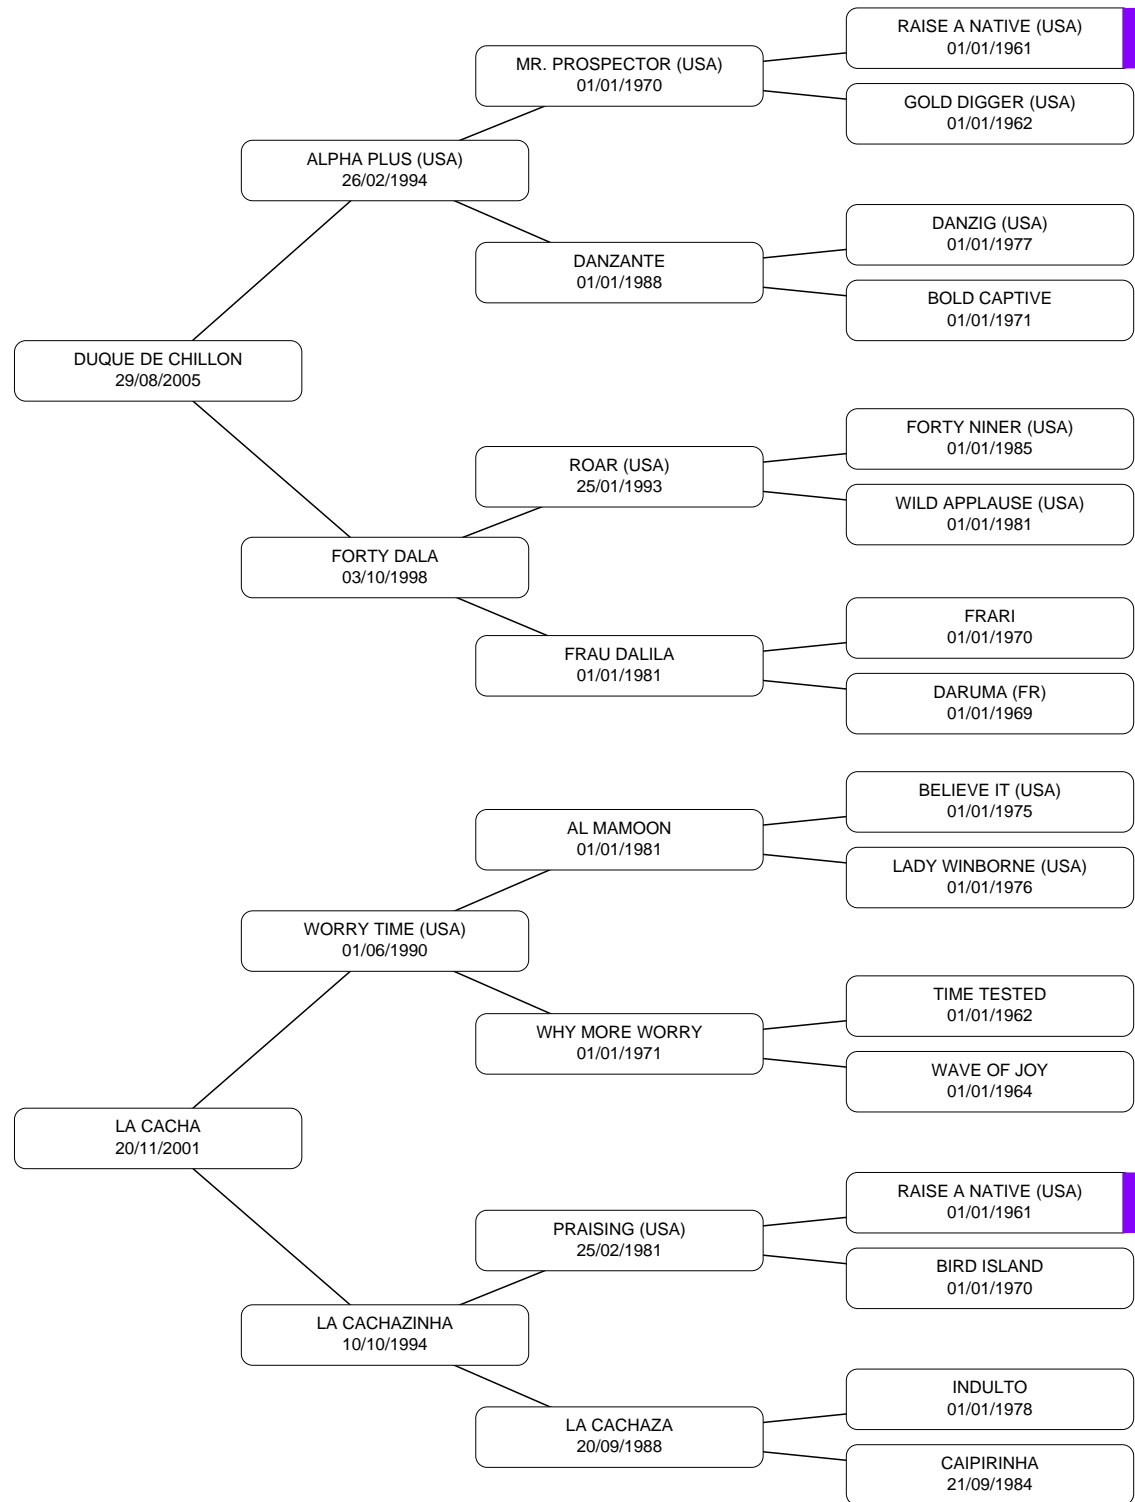 RAISE A NATIVE (USA)
01/01/1961
MR. PROSPECTOR (USA)
01/01/1970
GOLD DIGGER (USA)
01/01/1962
ALPHA PLUS (USA)
26/02/1994
DANZIG (USA)
01/01/1977
DANZANTE
01/01/1988
BOLD CAPTIVE
01/01/1971
DUQUE DE CHILLON
29/08/2005
FORTY NINER (USA)
01/01/1985
ROAR (USA)
25/01/1993
WILD APPLAUSE (USA)
01/01/1981
FORTY DALA
03/10/1998
FRARI
01/01/1970
FRAU DALILA
01/01/1981
DARUMA (FR)
01/01/1969
BELIEVE IT (USA)
01/01/1975
AL MAMOON
01/01/1981
LADY WINBORNE (USA)
01/01/1976
WORRY TIME (USA)
01/06/1990
TIME TESTED
01/01/1962
WHY MORE WORRY
01/01/1971
WAVE OF JOY
01/01/1964
LA CACHA
20/11/2001
RAISE A NATIVE (USA)
01/01/1961
PRAISING (USA)
25/02/1981
BIRD ISLAND
01/01/1970
LA CACHAZINHA
10/10/1994
INDULTO
01/01/1978
LA CACHAZA
20/09/1988
CAIPIRINHA
21/09/1984